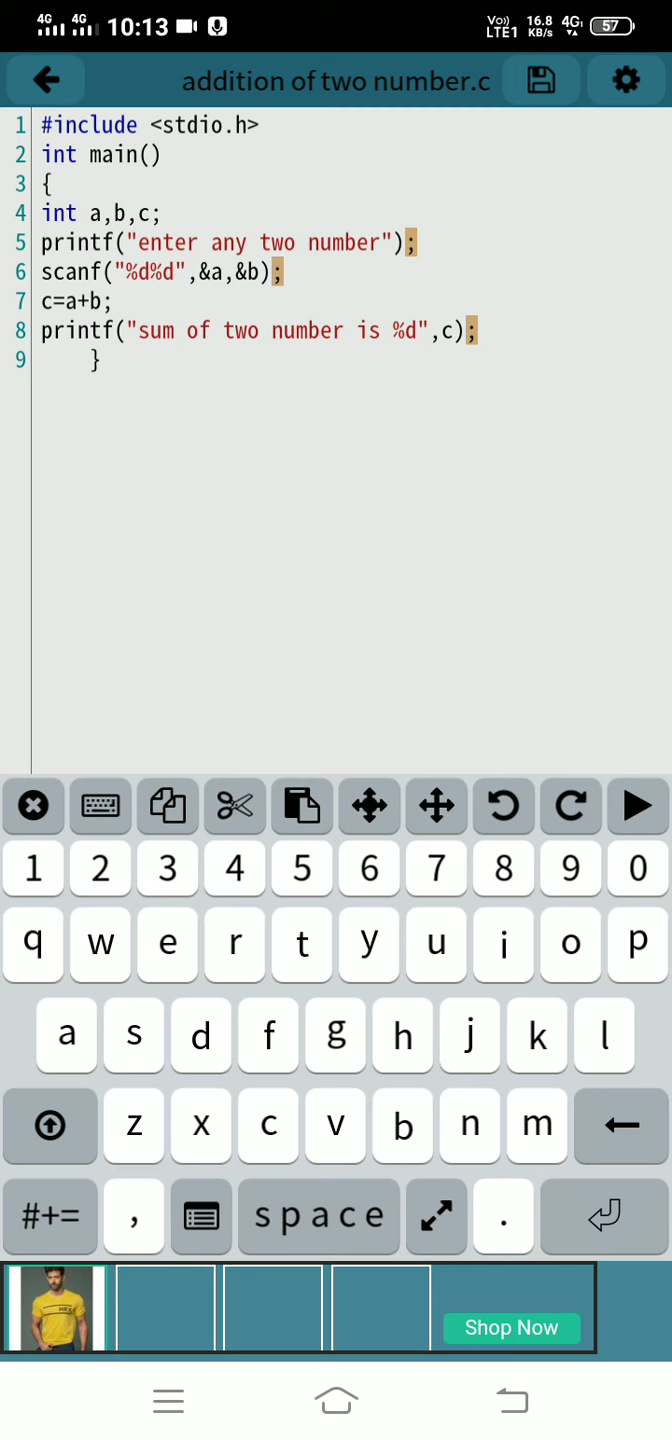 4G 4G 10:13 Vo)) LTE1 16.8 KB/s 4G 57
addition of two number.c
1 #include <stdio.h>
2 int main()
3 {
4 int a,b,c;
5 printf("enter any two number");
6 scanf("%d%d",&a,&b);
7 c=a+b;
8 printf("sum of two number is %d",c);
9     }
1 2 3 4 5 6 7 8 9 0
q w e r t y u i o p
a s d f g h j k l
z x c v b n m
#+= , space .
Shop Now